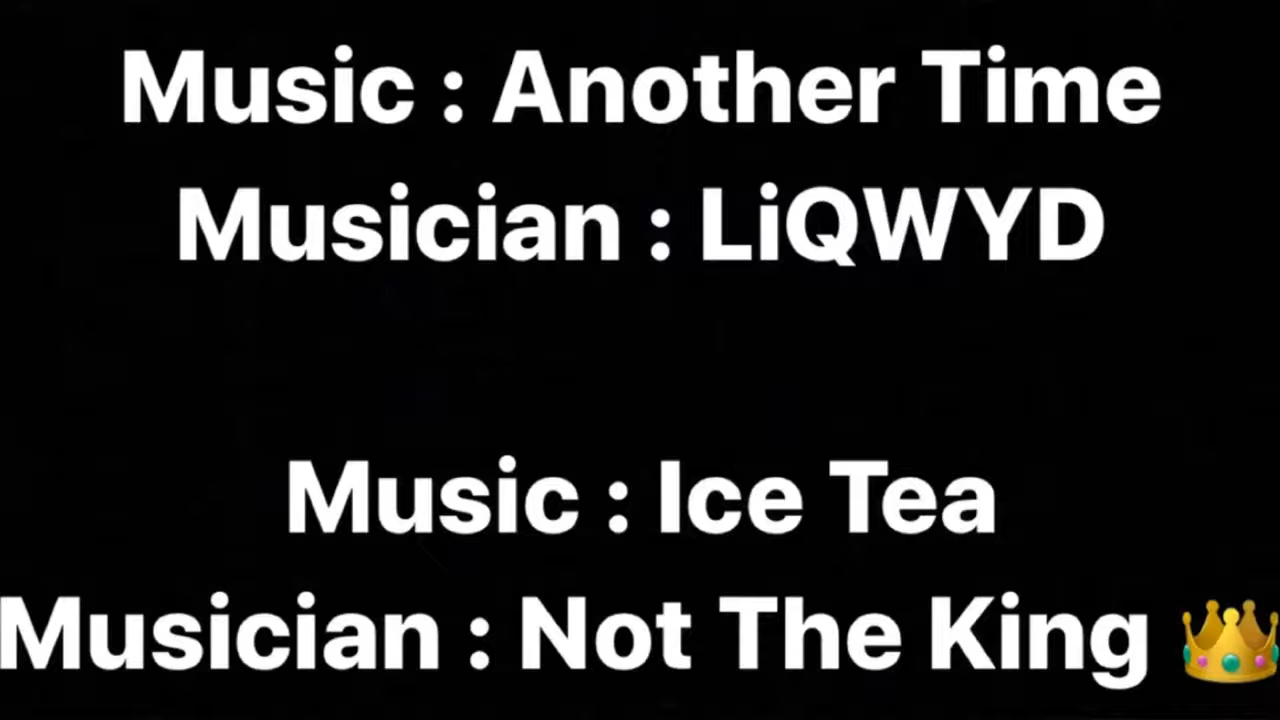 Music : Another Time
Musician : LiQWYD
Music : Ice Tea
Musician : Not The King 👑